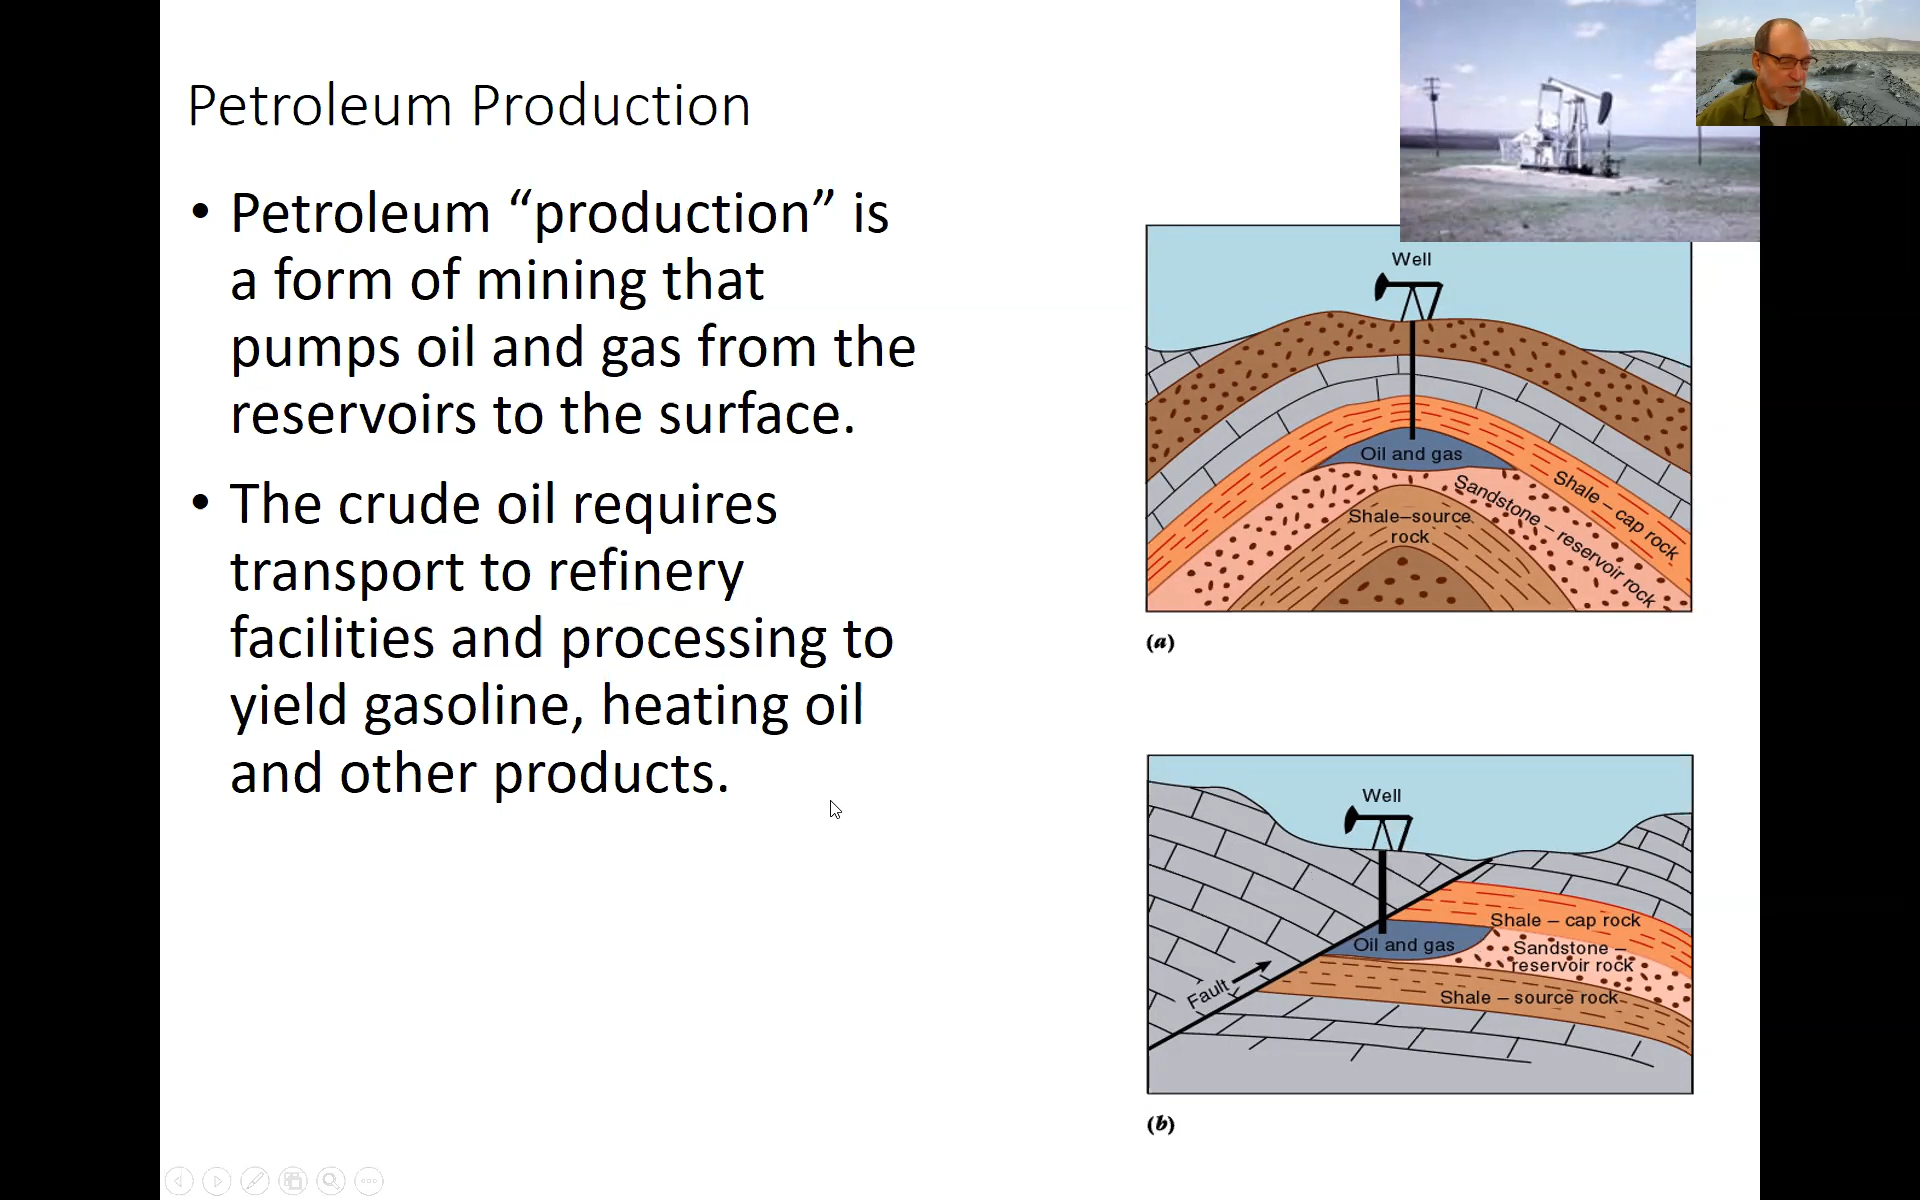 Petroleum Production
• Petroleum “production” is
a form of mining that
pumps oil and gas from the
reservoirs to the surface.
• The crude oil requires
transport to refinery
facilities and processing to
yield gasoline, heating oil
and other products.
Well
Oil and gas
Shale–source
rock
Sandstone – reservoir rock
Shale – cap rock
(a)
Well
Shale – cap rock
Oil and gas
Sandstone –
reservoir rock
Fault
Shale – source rock
(b)